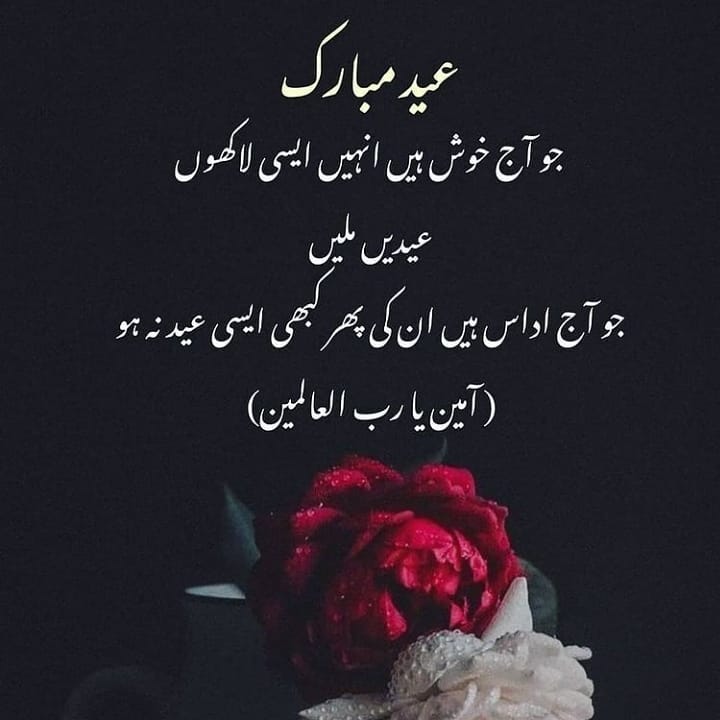 عید مبارک
جو آج خوش ہیں انہیں ایسی لاکھوں
عیدیں ملیں
جو آج اداس ہیں ان کی پھر کبھی ایسی عید نہ ہو
(آمین یا رب العالمین)